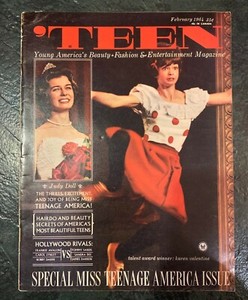 February 1965 25¢
'TEEN
Young America's Beauty • Fashion & Entertainment Magazine
Judy Doll
THE THRILLS, EXCITEMENT
AND JOY OF BEING MISS
TEENAGE AMERICA!
HAIRDO AND BEAUTY
SECRETS OF AMERICA'S
MOST BEAUTIFUL TEENS
HOLLYWOOD RIVALS:
VS
talent award winner: karen valentine
SPECIAL MISS TEENAGE AMERICA ISSUE